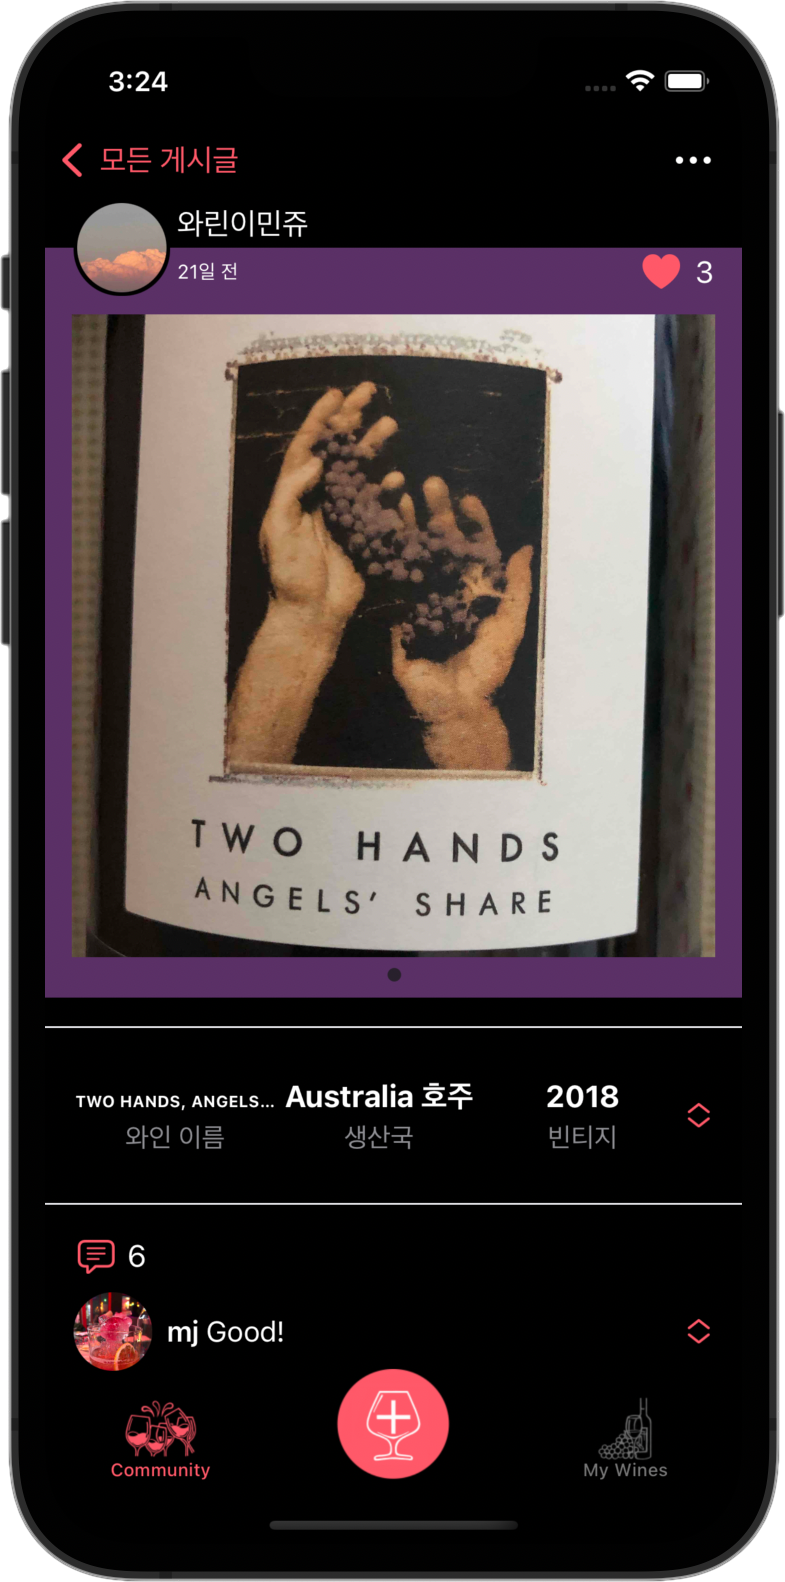 3:24
모든 게시글
와린이민쥬
21일 전
3
TWO HANDS
ANGELS' SHARE
TWO HANDS, ANGELS... Australia 호주 2018
와인 이름 생산국 빈티지
6
mj Good!
Community
My Wines